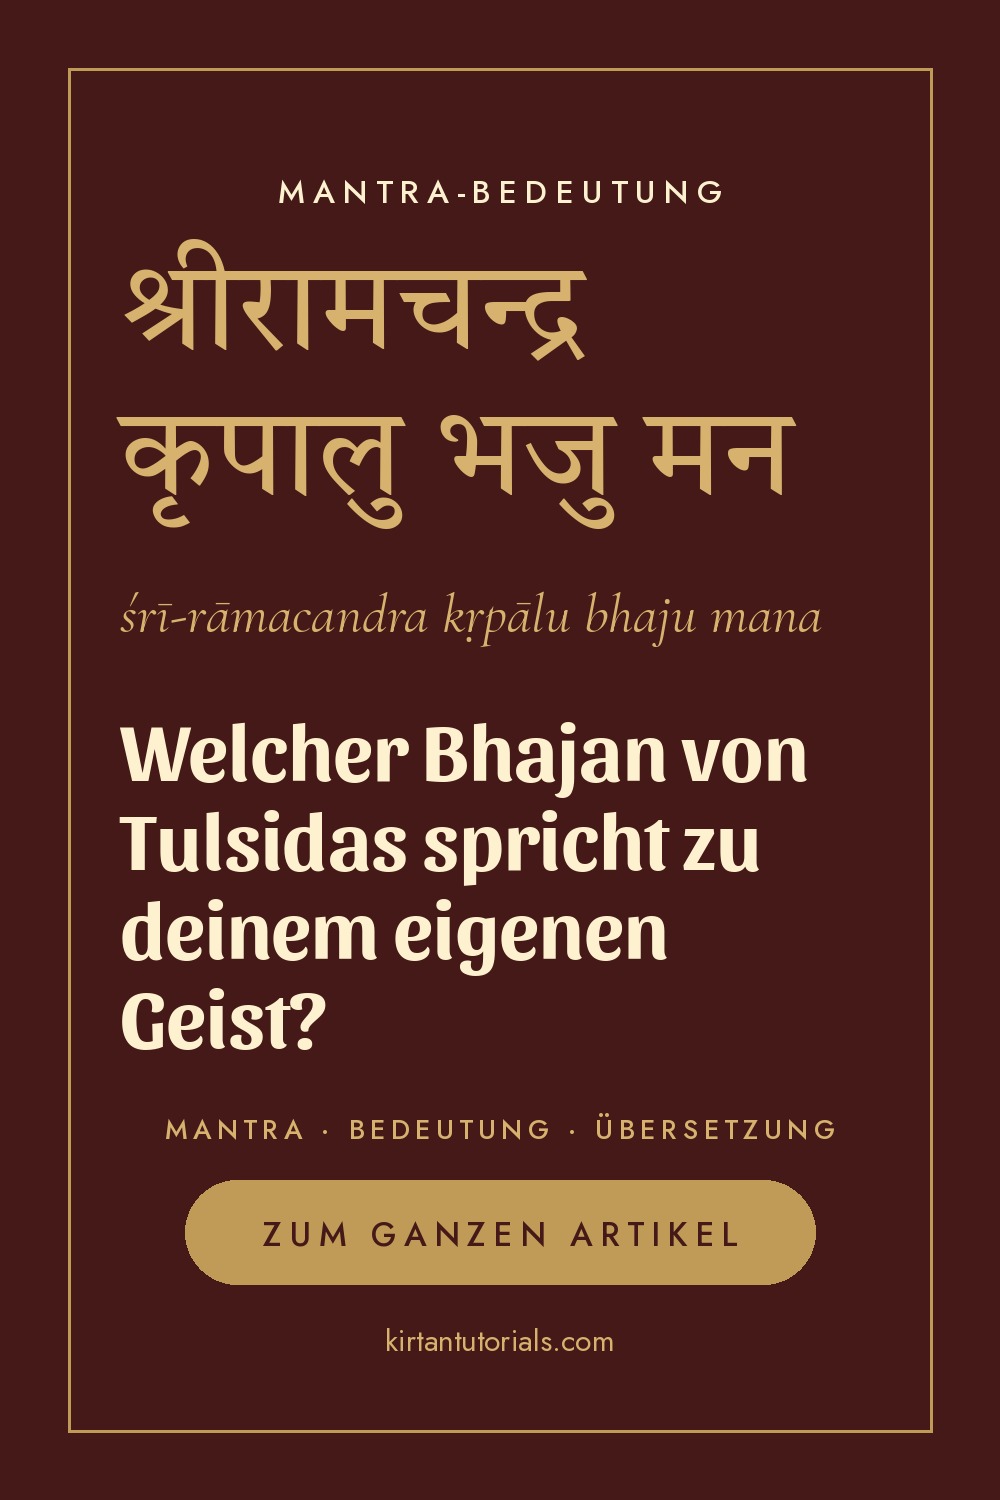 MANTRA-BEDEUTUNG
श्रीरामचन्द्र
कृपालु भजु मन
śrī-rāmacandra kṛpālu bhaju mana
Welcher Bhajan von
Tulsidas spricht zu
deinem eigenen
Geist?
MANTRA · BEDEUTUNG · ÜBERSETZUNG
ZUM GANZEN ARTIKEL
kirtantutorials.com